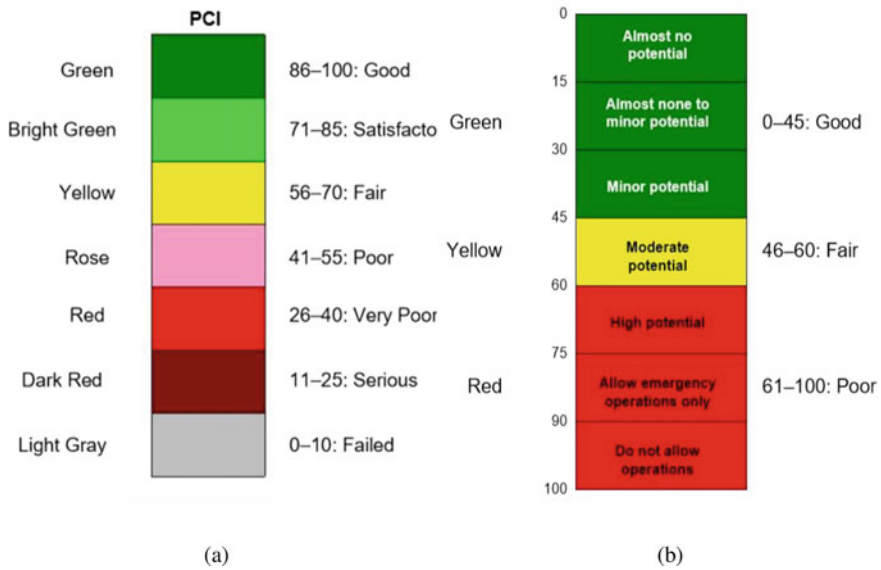 PCI
Green
86–100: Good
Bright Green
71–85: Satisfacto
Yellow
56–70: Fair
Rose
41–55: Poor
Red
26–40: Very Poor
Dark Red
11–25: Serious
Light Gray
0–10: Failed
(a)
0
Almost no
potential
15
Green
Almost none to
minor potential
0–45: Good
30
Minor potential
45
Yellow
Moderate
potential
46–60: Fair
60
High potential
75
Red
Allow emergency
operations only
61–100: Poor
90
Do not allow
operations
100
(b)